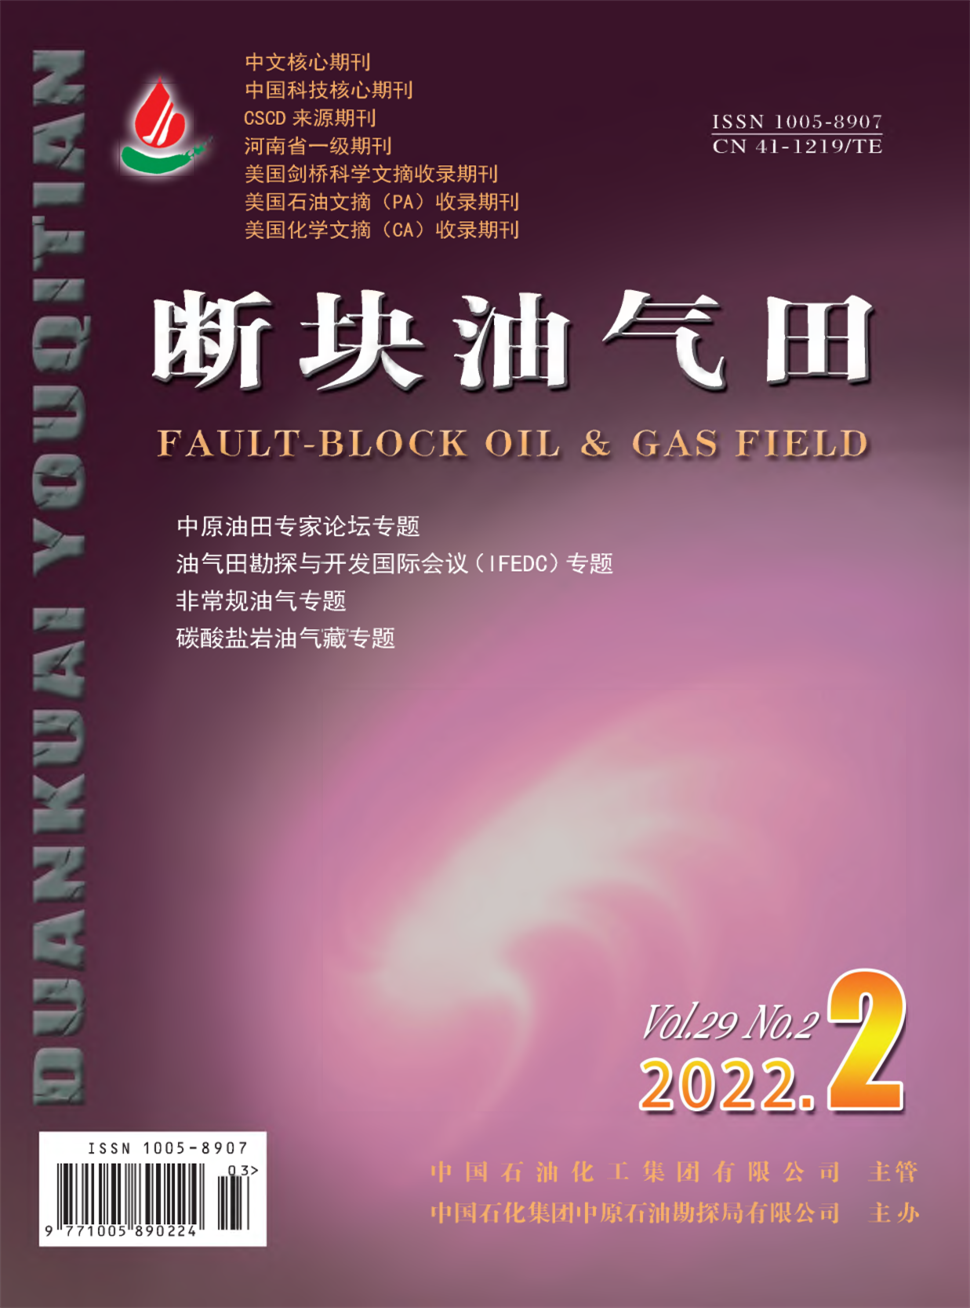 中文核心期刊
中国科技核心期刊
CSCD 来源期刊
河南省一级期刊
美国剑桥科学文摘收录期刊
美国石油文摘（PA）收录期刊
美国化学文摘（CA）收录期刊
ISSN 1005-8907
CN 41-1219/TE
DUANKUAI YOUQITIAN
断块油气田
FAULT-BLOCK OIL & GAS FIELD
中原油田专家论坛专题
油气田勘探与开发国际会议（IFEDC）专题
非常规油气专题
碳酸盐岩油气藏专题
Vol.29 No.2
2022.2
ISSN 1005-8907
03>
9 771005 890224
中国石油化工集团有限公司 主管
中国石化集团中原石油勘探局有限公司 主办